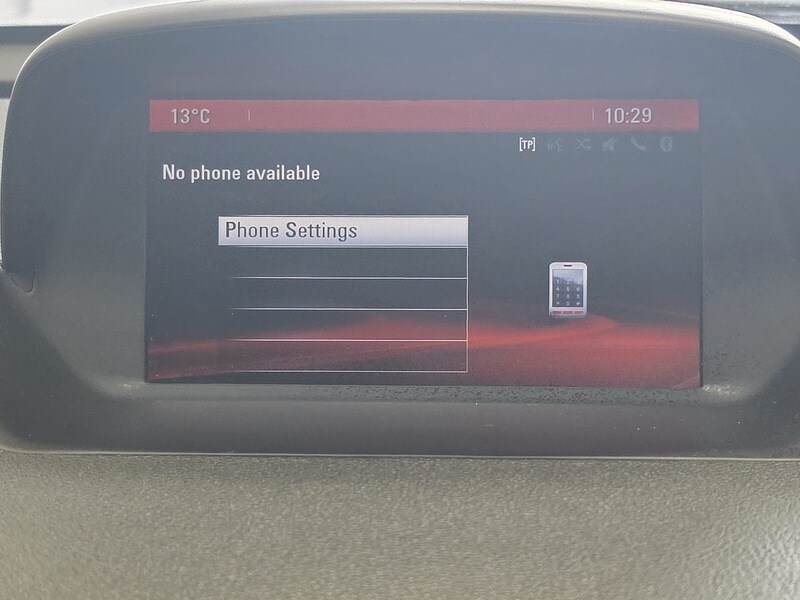 13°C 10:29
[TP]
No phone available
Phone Settings